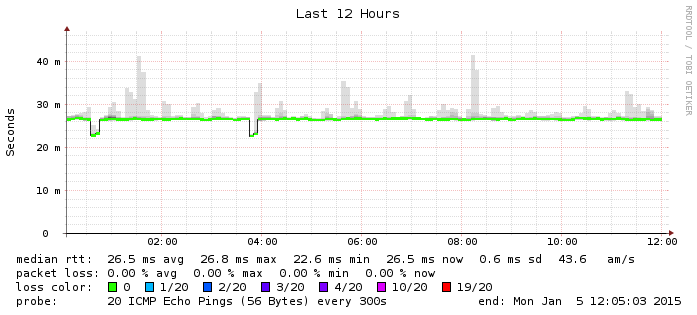 Last 12 Hours
RRDTOOL / TOBI OETIKER
Seconds
40 m
30 m
20 m
10 m
0
02:00 04:00 06:00 08:00 10:00 12:00
median rtt: 26.5 ms avg 26.8 ms max 22.6 ms min 26.5 ms now 0.6 ms sd 43.6 am/s
packet loss: 0.00 % avg 0.00 % max 0.00 % min 0.00 % now
loss color: 0 1/20 2/20 3/20 4/20 10/20 19/20
probe: 20 ICMP Echo Pings (56 Bytes) every 300s end: Mon Jan 5 12:05:03 2015